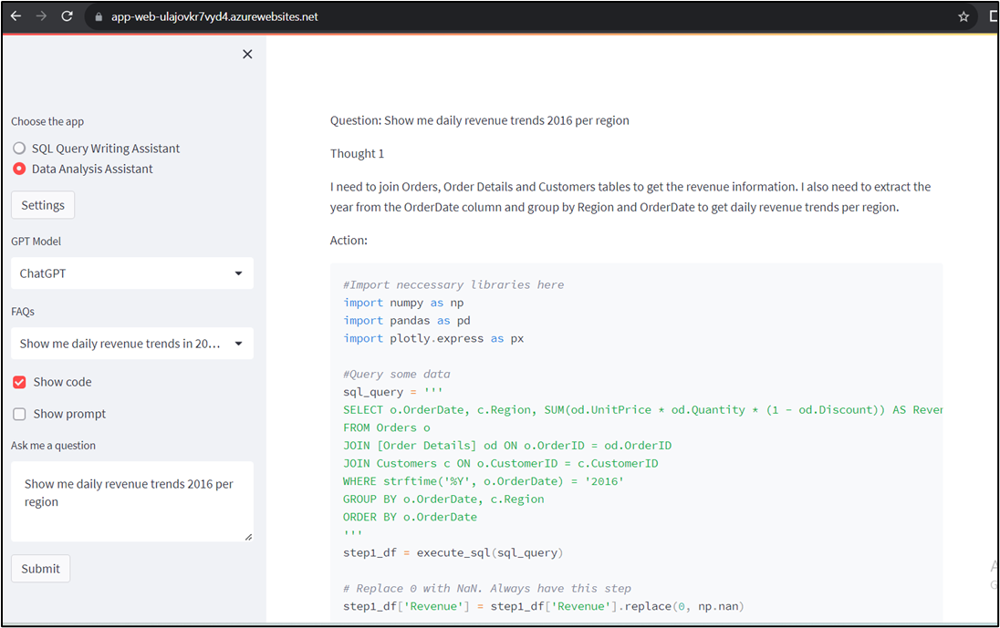 app-web-ulajovkr7vyd4.azurewebsites.net
Choose the app
SQL Query Writing Assistant
Data Analysis Assistant
Settings
GPT Model
ChatGPT
FAQs
Show me daily revenue trends in 20...
Show code
Show prompt
Ask me a question
Show me daily revenue trends 2016 per
region
Submit
Question: Show me daily revenue trends 2016 per region
Thought 1
I need to join Orders, Order Details and Customers tables to get the revenue information. I also need to extract the
year from the OrderDate column and group by Region and OrderDate to get daily revenue trends per region.
Action:
#Import neccessary libraries here
import numpy as np
import pandas as pd
import plotly.express as px
#Query some data
sql_query = '''
SELECT o.OrderDate, c.Region, SUM(od.UnitPrice * od.Quantity * (1 - od.Discount)) AS Rever
FROM Orders o
JOIN [Order Details] od ON o.OrderID = od.OrderID
JOIN Customers c ON o.CustomerID = c.CustomerID
WHERE strftime('%Y', o.OrderDate) = '2016'
GROUP BY o.OrderDate, c.Region
ORDER BY o.OrderDate
'''
step1_df = execute_sql(sql_query)
# Replace 0 with NaN. Always have this step
step1_df['Revenue'] = step1_df['Revenue'].replace(0, np.nan)